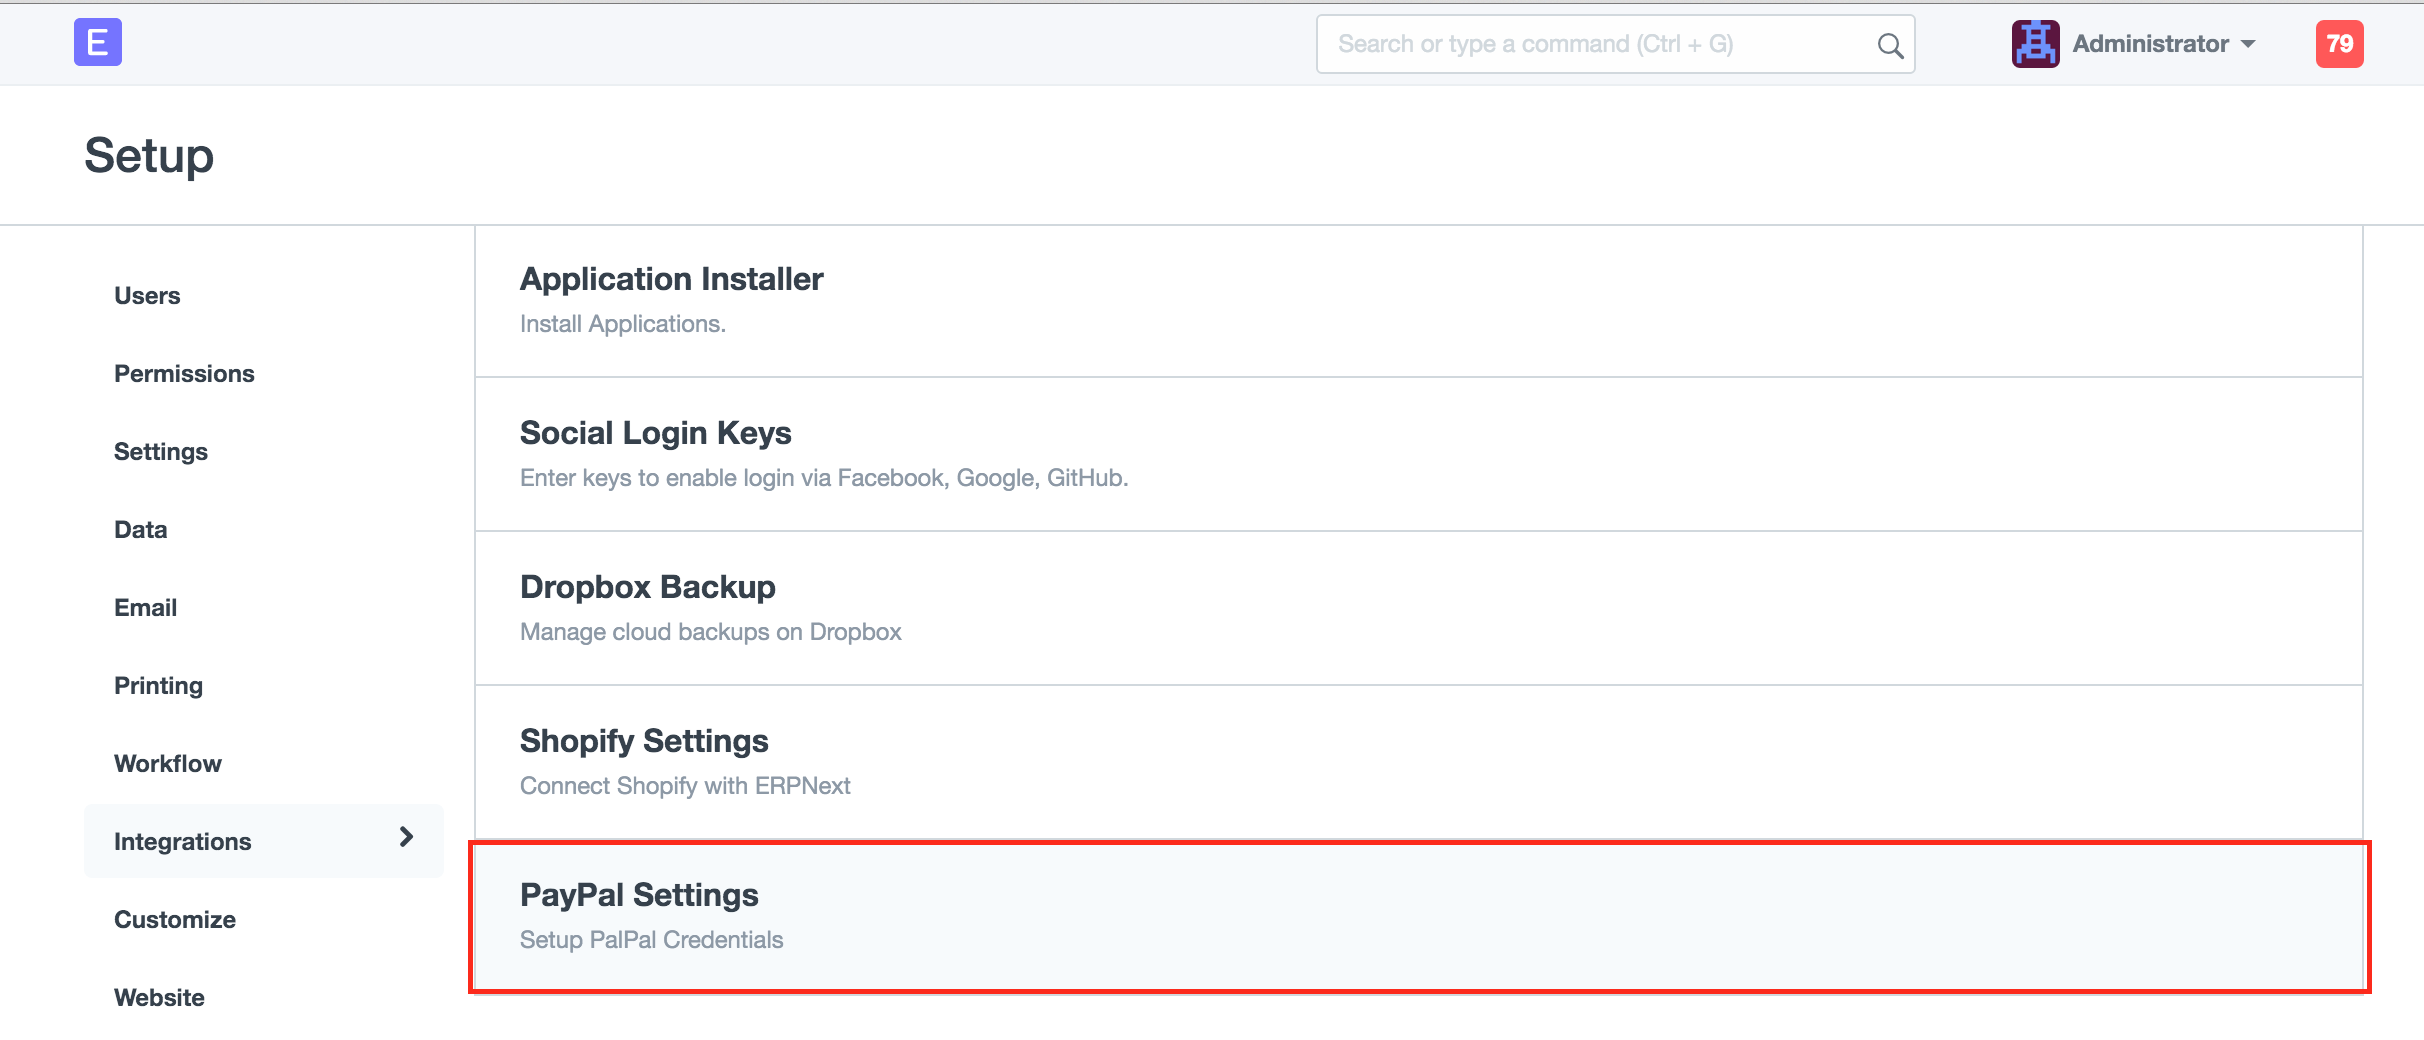 E
Search or type a command (Ctrl + G)
Administrator
79
Setup
Users
Permissions
Settings
Data
Email
Printing
Workflow
Integrations
Customize
Website
Application Installer
Install Applications.
Social Login Keys
Enter keys to enable login via Facebook, Google, GitHub.
Dropbox Backup
Manage cloud backups on Dropbox
Shopify Settings
Connect Shopify with ERPNext
PayPal Settings
Setup PalPal Credentials